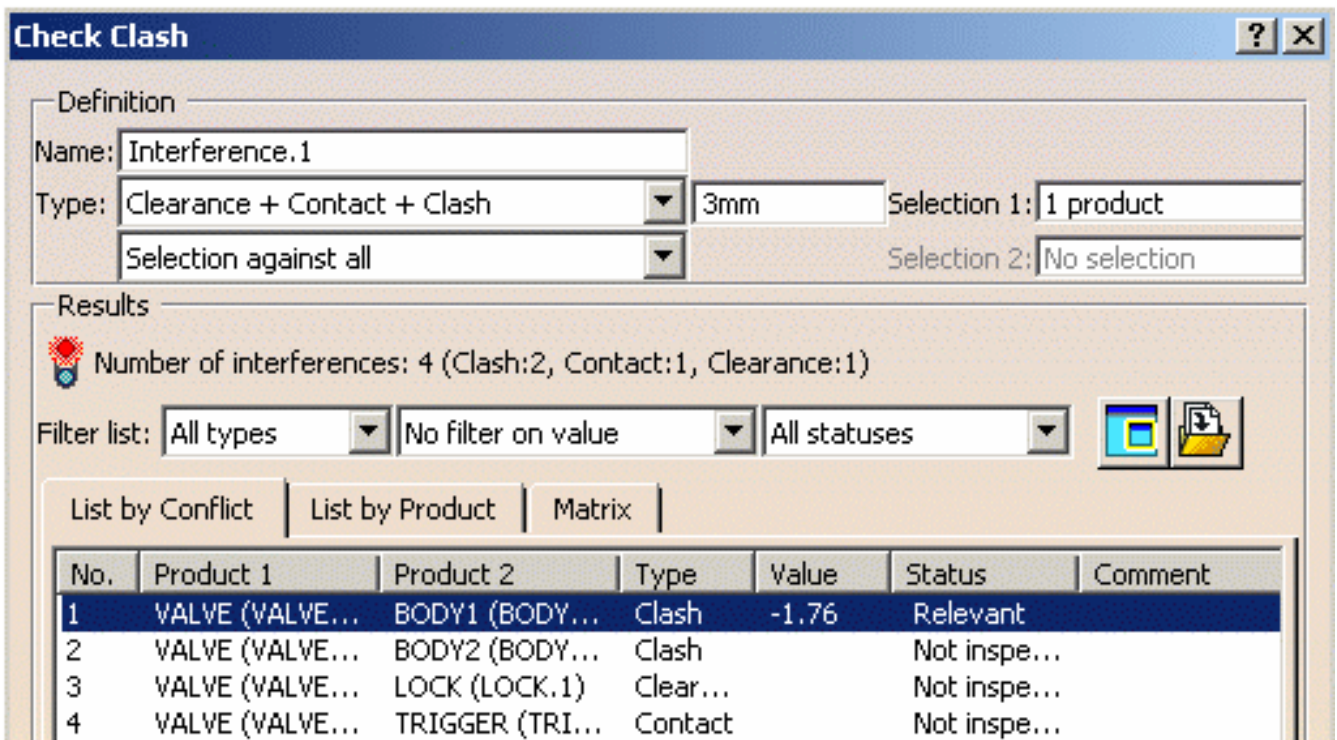 Check Clash
Definition
Name: Interference.1
Type: Clearance + Contact + Clash 3mm Selection 1: 1 product
Selection against all Selection 2: No selection
Results
Number of interferences: 4 (Clash:2, Contact:1, Clearance:1)
Filter list: All types No filter on value All statuses
List by Conflict List by Product Matrix
No. Product 1 Product 2 Type Value Status Comment
1 VALVE (VALVE... BODY1 (BODY... Clash -1.76 Relevant
2 VALVE (VALVE... BODY2 (BODY... Clash Not inspe...
3 VALVE (VALVE... LOCK (LOCK.1) Clear... Not inspe...
4 VALVE (VALVE... TRIGGER (TRI... Contact Not inspe...